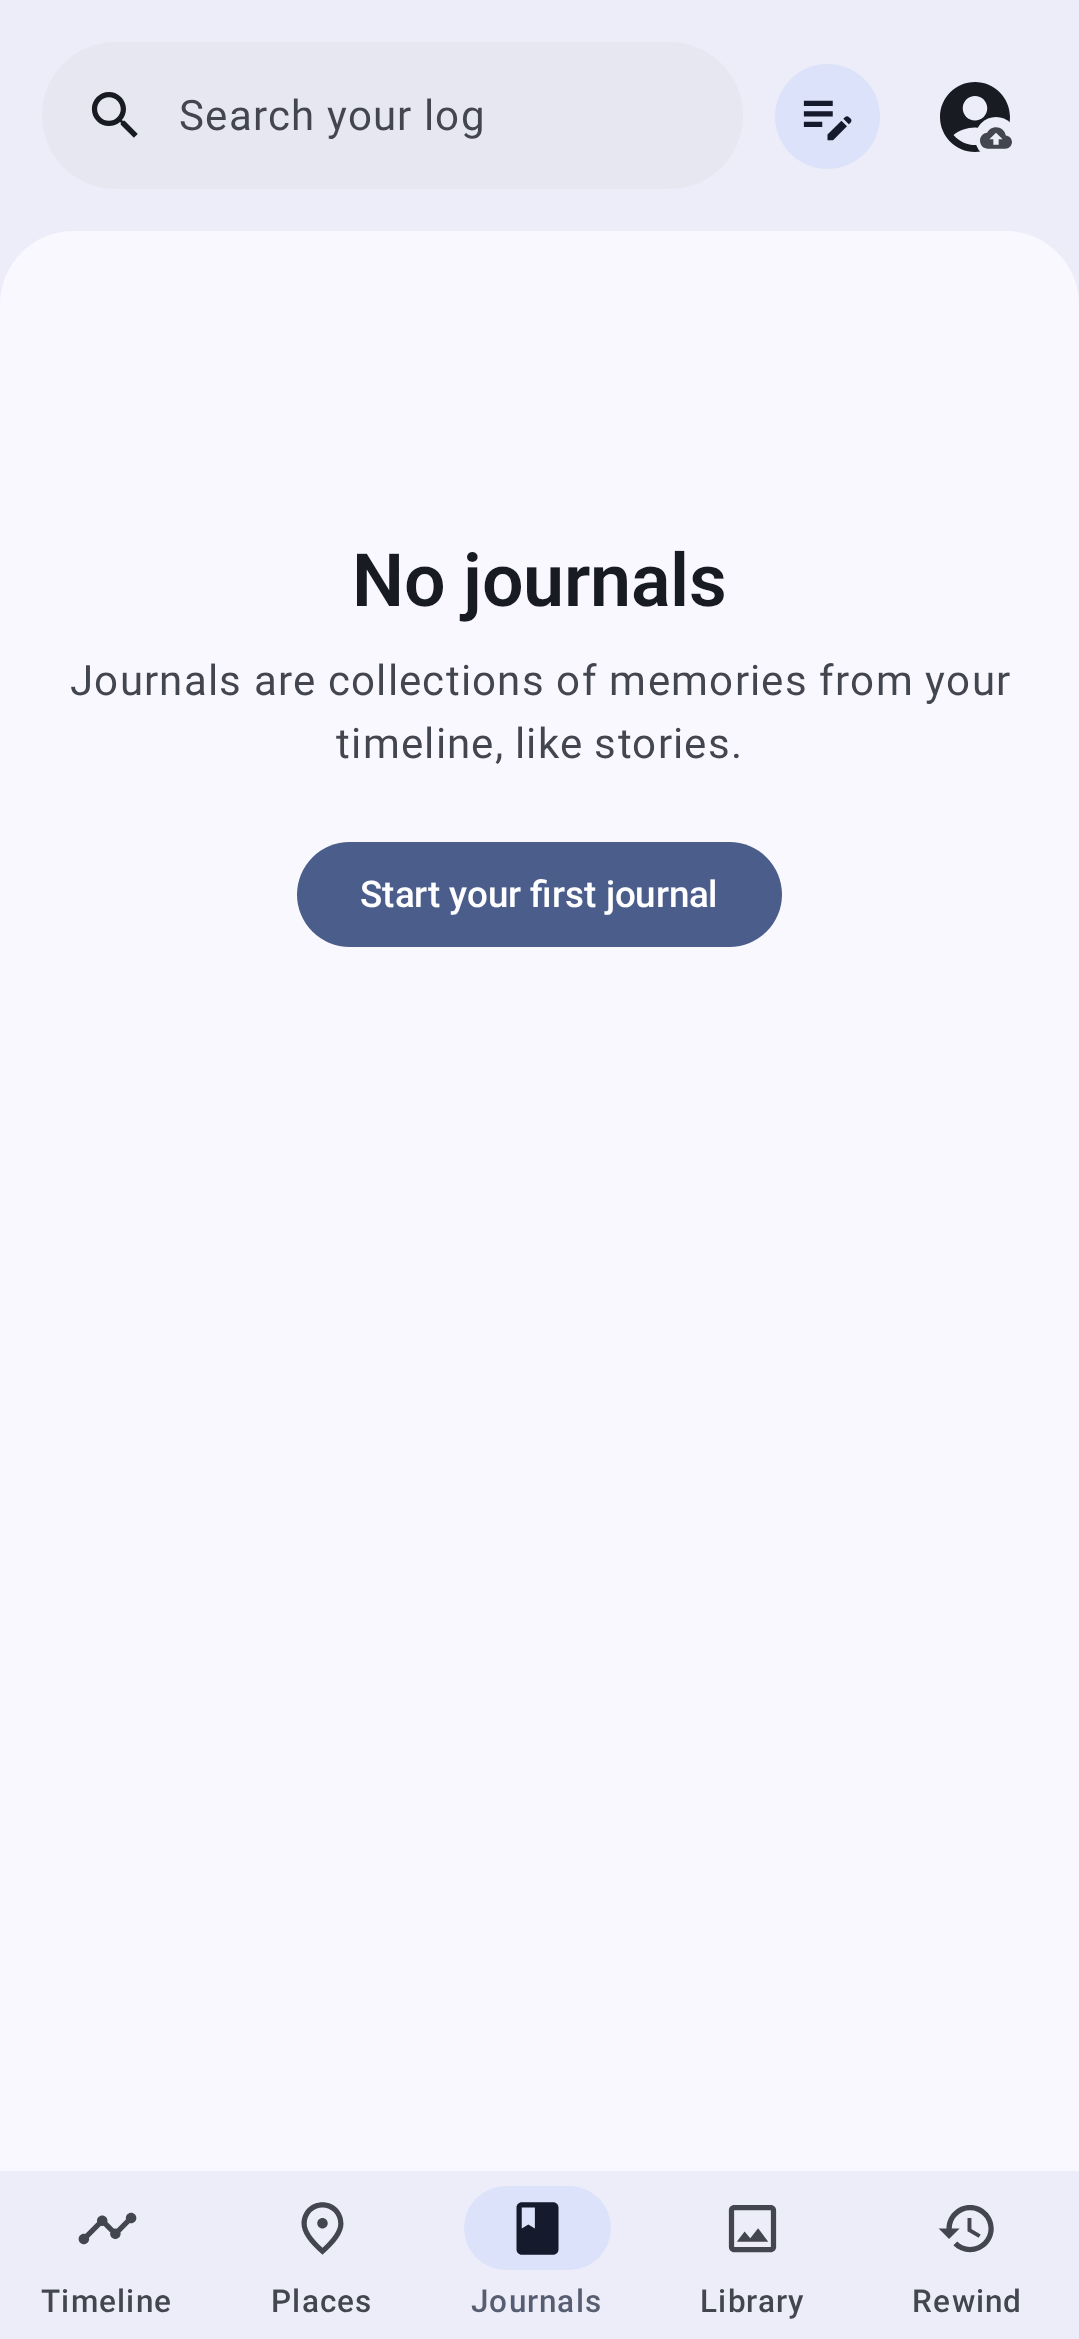 Search your log
No journals
Journals are collections of memories from your
timeline, like stories.
Start your first journal
Timeline
Places
Journals
Library
Rewind